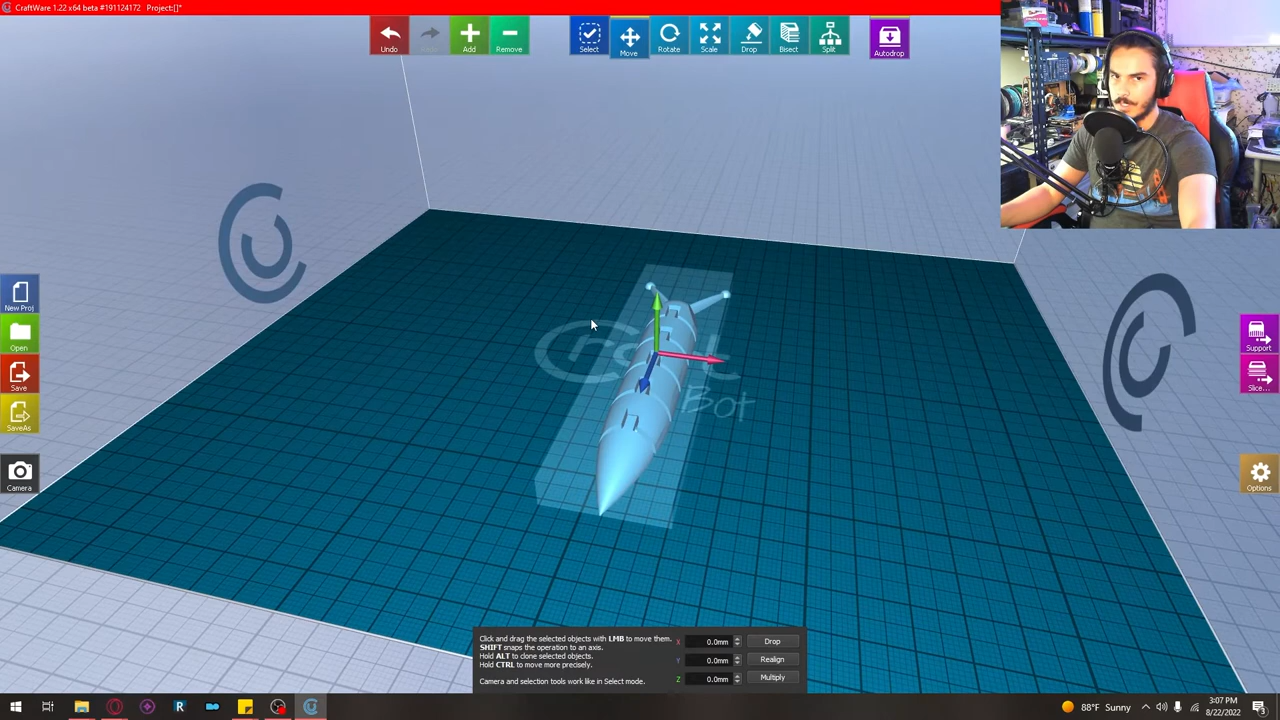 CraftWare 1.22 x64 beta #191124172 Project:[]*
Undo
Add
Remove
Select
Move
Rotate
Scale
Drop
Bisect
Split
Autodrop
New Proj
Open
Save
SaveAs
Camera
Support
Slice...
Options
Craft
Bot
Click and drag the selected objects with LMB to move them.
SHIFT snaps the operation to an axis.
Hold ALT to clone selected objects.
Hold CTRL to move more precisely.
Camera and selection tools work like in Select mode.
X 0.0mm Drop
Y 0.0mm Realign
Z 0.0mm Multiply
88°F Sunny
3:07 PM
8/22/2022